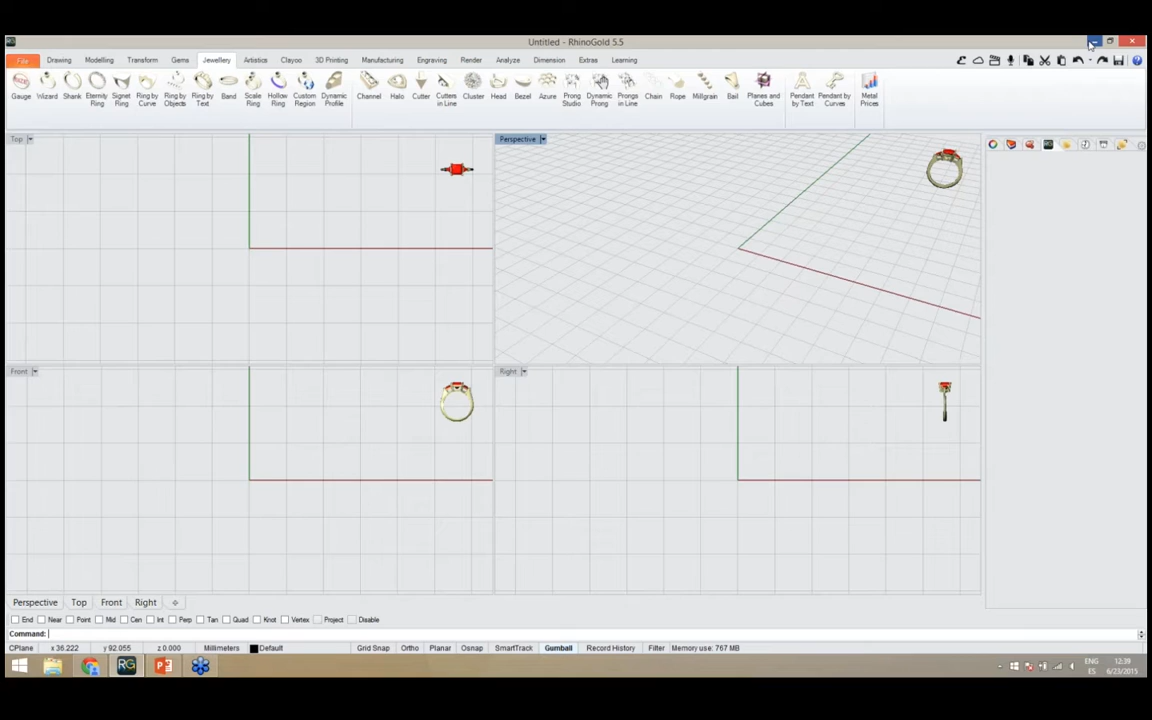 Untitled - RhinoGold 5.5
File Drawing Modelling Transform Gems Jewellery Artistics Clayoo 3D Printing Manufacturing Engraving Render Analyze Dimension Extras Learning
Gauge Wizard Shank Eternity Ring Signet Ring Ring by Curve Ring by Objects Ring by Text Band Scale Ring Hollow Ring Custom Region Dynamic Profile Channel Halo Cutter Cutters in Line Cluster Head Bezel Azure Prong Studio Dynamic Prong Prongs in Line Chain Rope Millgrain Bail Planes and Cubes Pendant by Text Pendant by Curves Metal Prices
Top Perspective
Front Right
Perspective Top Front Right
End Near Point Mid Cen Int Perp Tan Quad Knot Vertex Project Disable
Command:
CPlane x 36.222 y 92.055 z 0.000 Millimeters Default Grid Snap Ortho Planar Osnap SmartTrack Gumball Record History Filter Memory use: 767 MB
RG ENG 12:39
ES 6/23/2015